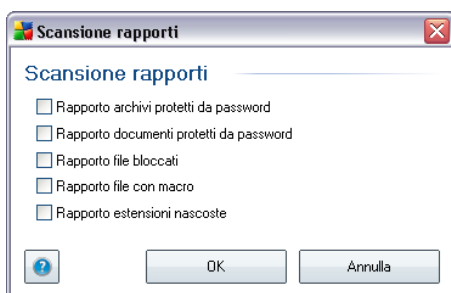 Scansione rapporti
Scansione rapporti
Rapporto archivi protetti da password
Rapporto documenti protetti da password
Rapporto file bloccati
Rapporto file con macro
Rapporto estensioni nascoste
? OK Annulla